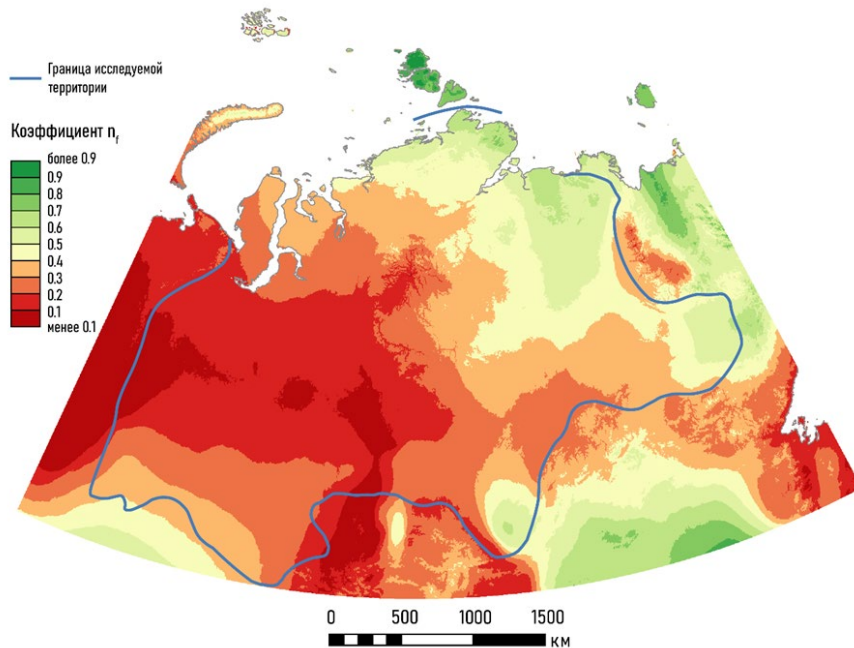 Граница исследуемой
территории
Коэффициент nf
более 0.9
0.9
0.8
0.7
0.6
0.5
0.4
0.3
0.2
0.1
менее 0.1
0 500 1000 1500
км